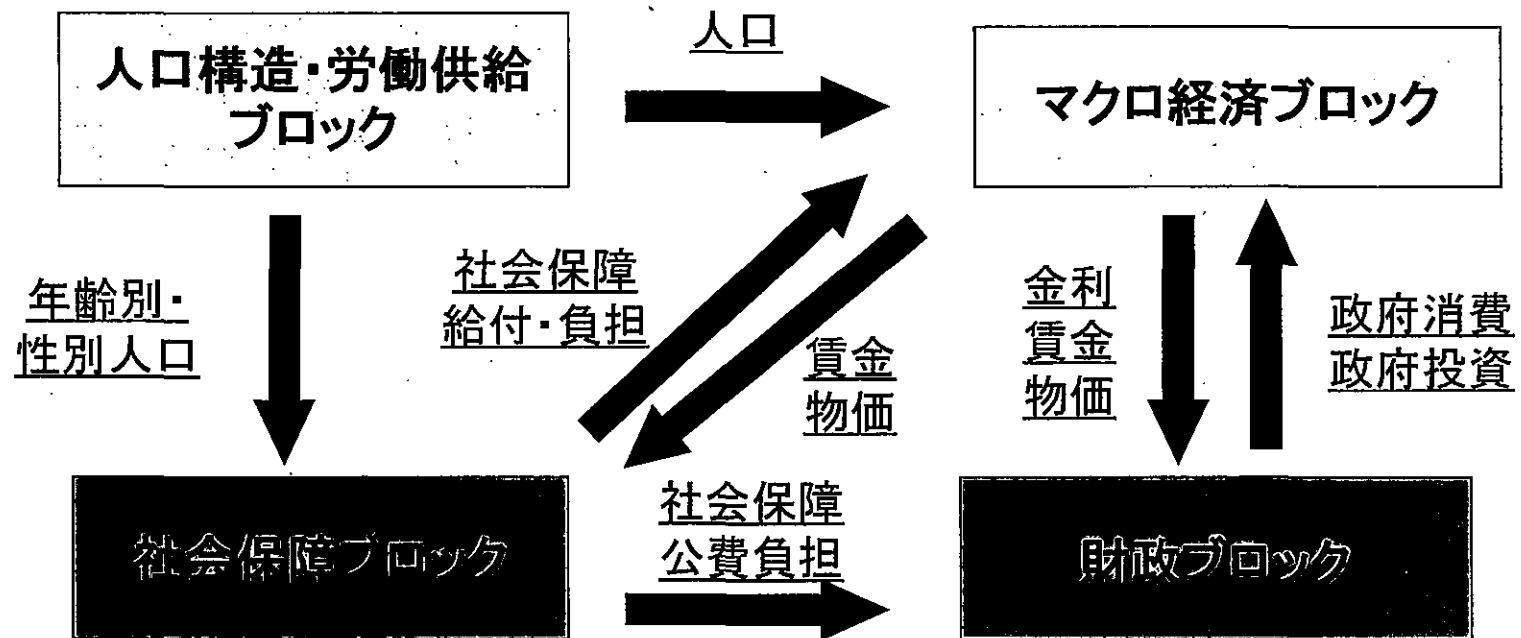 人口構造・労働供給
ブロック
人口
マクロ経済ブロック
年齢別・
性別人口
社会保障
給付・負担
賃金
物価
金利
賃金
物価
政府消費
政府投資
社会保障ブロック
社会保障
公費負担
財政ブロック